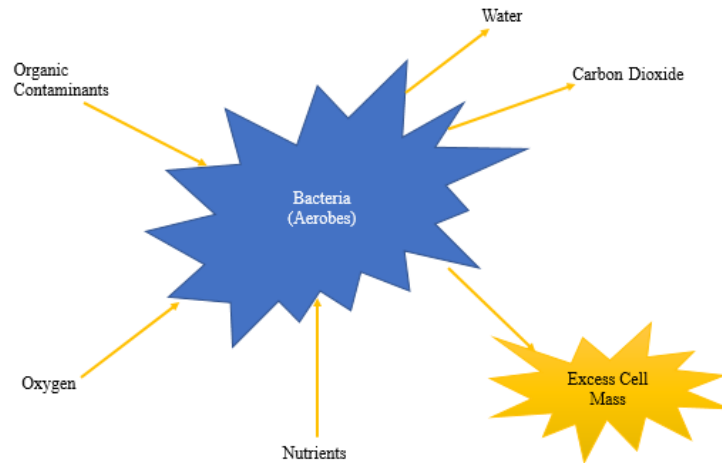 Water
Organic
Contaminants
Carbon Dioxide
Bacteria
(Aerobes)
Oxygen
Excess Cell
Mass
Nutrients